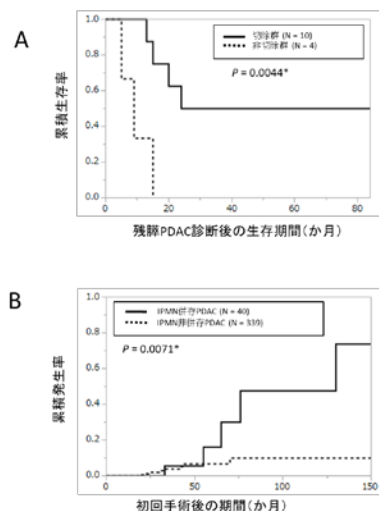 A
累積生存率
1.0
0.8
0.6
0.4
0.2
0.0
切除群 (N = 10)
非切除群 (N = 4)
P = 0.0044*
0 20 40 60 80
残膵PDAC診断後の生存期間(か月)
B
累積発生率
1.0
0.8
0.6
0.4
0.2
0.0
IPMN併存PDAC (N = 40)
IPMN非併存PDAC (N = 339)
P = 0.0071*
0 50 100 150
初回手術後の期間(か月)